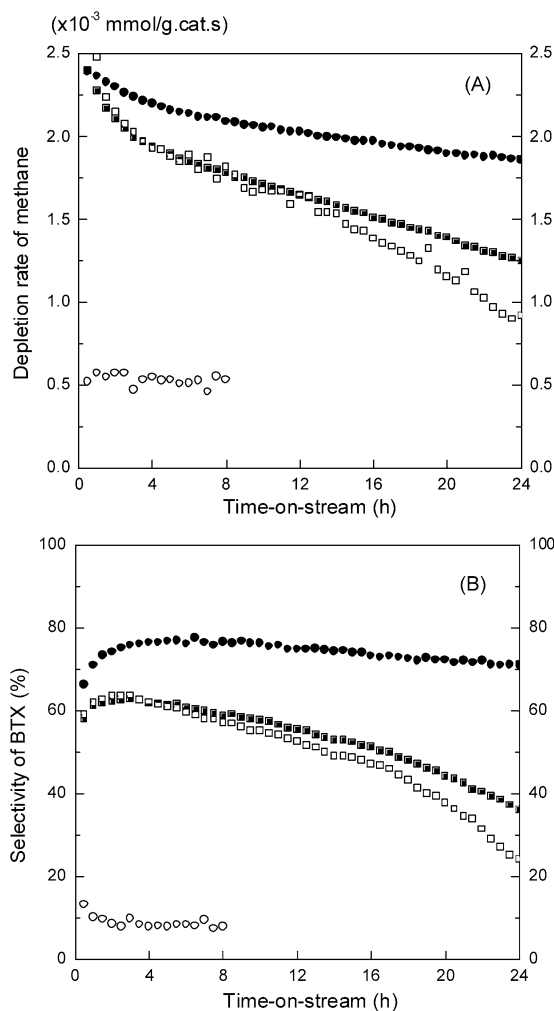 (x10⁻³ mmol/g.cat.s)
2.5 2.5
(A)
2.0 2.0
1.5 1.5
1.0 1.0
0.5 0.5
0.0 0.0
Depletion rate of methane
0 4 8 12 16 20 24
Time-on-stream (h)
100 100
(B)
80 80
60 60
40 40
20 20
0 0
Selectivity of BTX (%)
0 4 8 12 16 20 24
Time-on-stream (h)